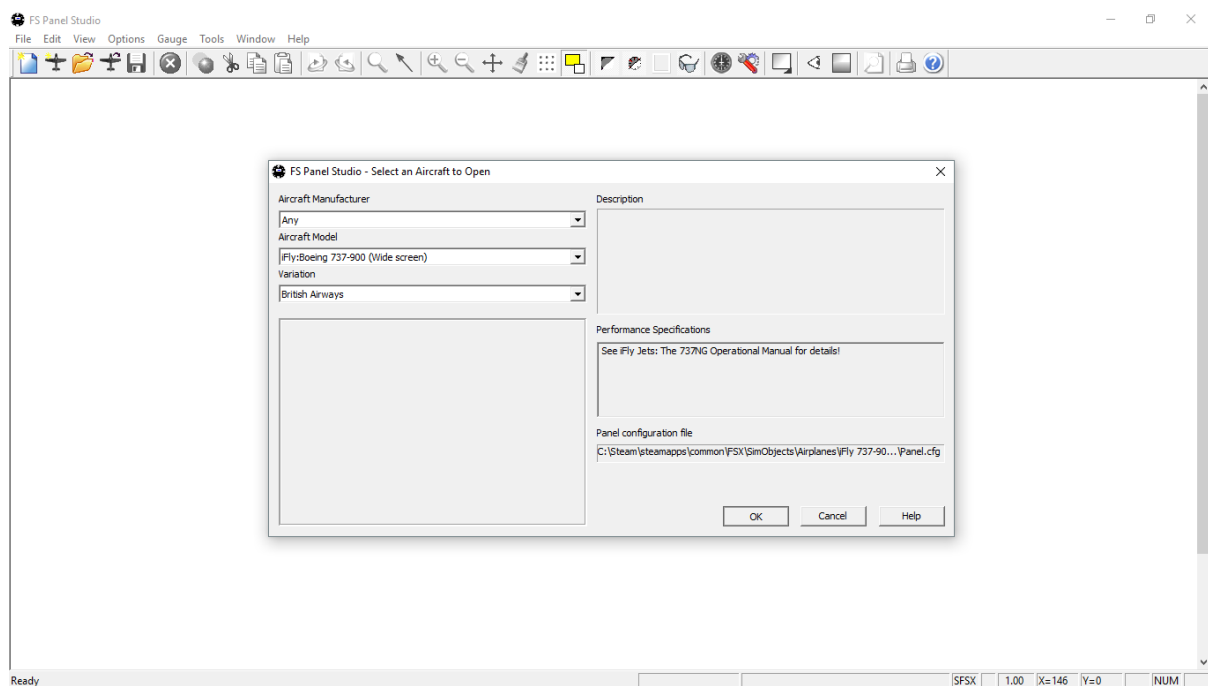 FS Panel Studio
File Edit View Options Gauge Tools Window Help
FS Panel Studio - Select an Aircraft to Open
Aircraft Manufacturer
Any
Aircraft Model
iFly:Boeing 737-900 (Wide screen)
Variation
British Airways
Description
Performance Specifications
See iFly Jets: The 737NG Operational Manual for details!
Panel configuration file
C:\Steam\steamapps\common\FSX\SimObjects\Airplanes\iFly 737-90...\Panel.cfg
OK Cancel Help
Ready SFSX 1.00 X=146 Y=0 NUM